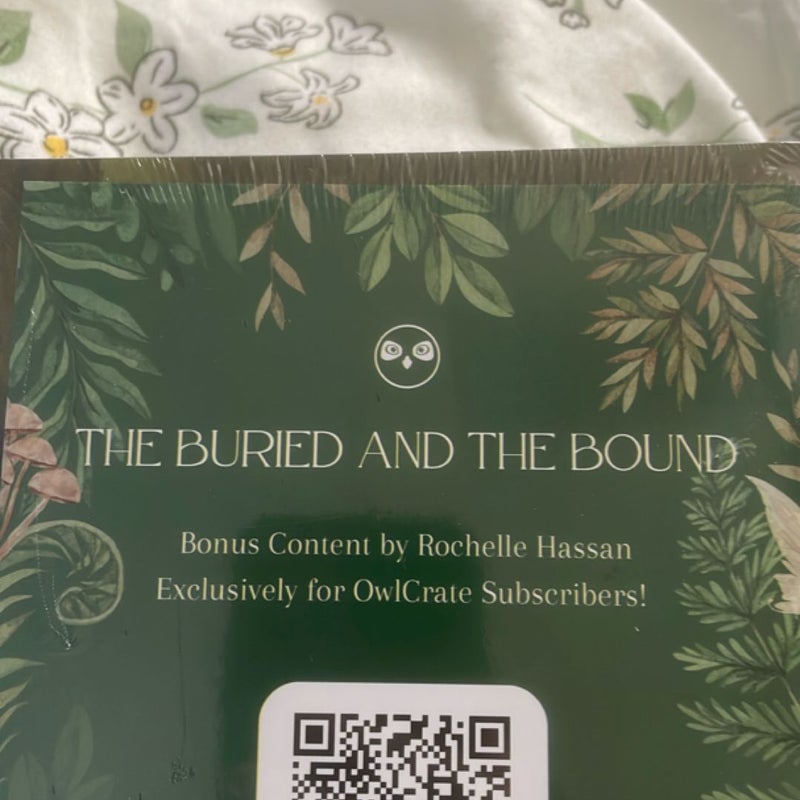 THE BURIED AND THE BOUND
Bonus Content by Rochelle Hassan
Exclusively for OwlCrate Subscribers!